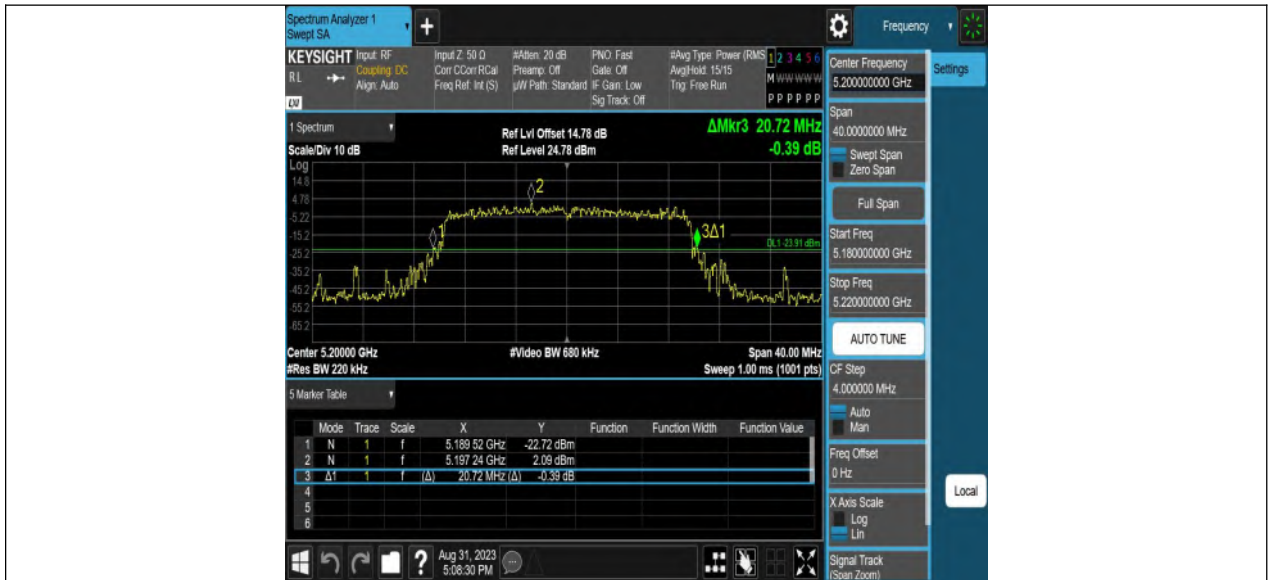 Spectrum Analyzer 1
Swept SA
+
Frequency
KEYSIGHT
RL
LXI
Input: RF
Coupling: DC
Align: Auto
Input Z: 50 Ω
Corr CCorr RCal
Freq Ref: Int (S)
#Atten: 20 dB
Preamp: Off
µW Path: Standard
PNO: Fast
Gate: Off
IF Gain: Low
Sig Track: Off
#Avg Type: Power (RMS
Avg|Hold: 15/15
Trig: Free Run
1 2 3 4 5 6
M W W W W W
P P P P P P
Center Frequency
5.200000000 GHz
Settings
Span
40.0000000 MHz
Swept Span
Zero Span
Full Span
Start Freq
5.180000000 GHz
Stop Freq
5.220000000 GHz
AUTO TUNE
CF Step
4.000000 MHz
Auto
Man
Freq Offset
0 Hz
X Axis Scale
Log
Lin
Signal Track
(Span Zoom)
Local
1 Spectrum
Scale/Div 10 dB
Ref Lvl Offset 14.78 dB
Ref Level 24.78 dBm
ΔMkr3 20.72 MHz
-0.39 dB
Log
14.8
4.78
-5.22
-15.2
-25.2
-35.2
-45.2
-55.2
-65.2
1
2
3Δ1
DL1 -23.91 dBm
Center 5.20000 GHz
#Video BW 680 kHz
Span 40.00 MHz
#Res BW 220 kHz
Sweep 1.00 ms (1001 pts)
5 Marker Table
Mode Trace Scale X Y Function Function Width Function Value
1 N 1 f 5.189 52 GHz -22.72 dBm
2 N 1 f 5.197 24 GHz 2.09 dBm
3 Δ1 1 f (Δ) 20.72 MHz (Δ) -0.39 dB
4
5
6
?
Aug 31, 2023
5:08:30 PM